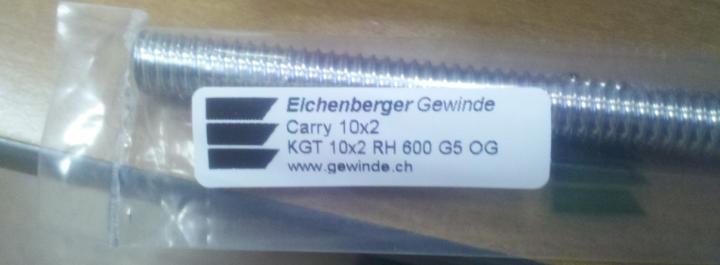 Eichenberger Gewinde
Carry 10x2
KGT 10x2 RH 600 G5 OG
www.gewinde.ch